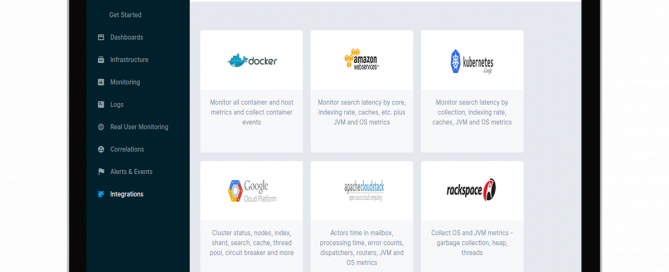 Get Started
Dashboards
Infrastructure
Monitoring
Logs
Real User Monitoring
Correlations
Alerts & Events
Integrations
docker
amazon
webservices™
kubernetes
Monitor all container and host
metrics and collect container
events
Monitor search latency by core,
indexing rate, caches, etc. plus
JVM and OS metrics
Monitor search latency by
collection, indexing rate,
caches, JVM and OS metrics
Google
Cloud Platform
apachecloudstack
open source cloud computing
rackspace
Cluster status, nodes, index,
shard, search, cache, thread
pool, circuit breaker and more
Actors time in mailbox,
processing time, error counts,
dispatchers, routers, JVM and
OS metrics
Collect OS and JVM metrics -
garbage collection, heap,
threads